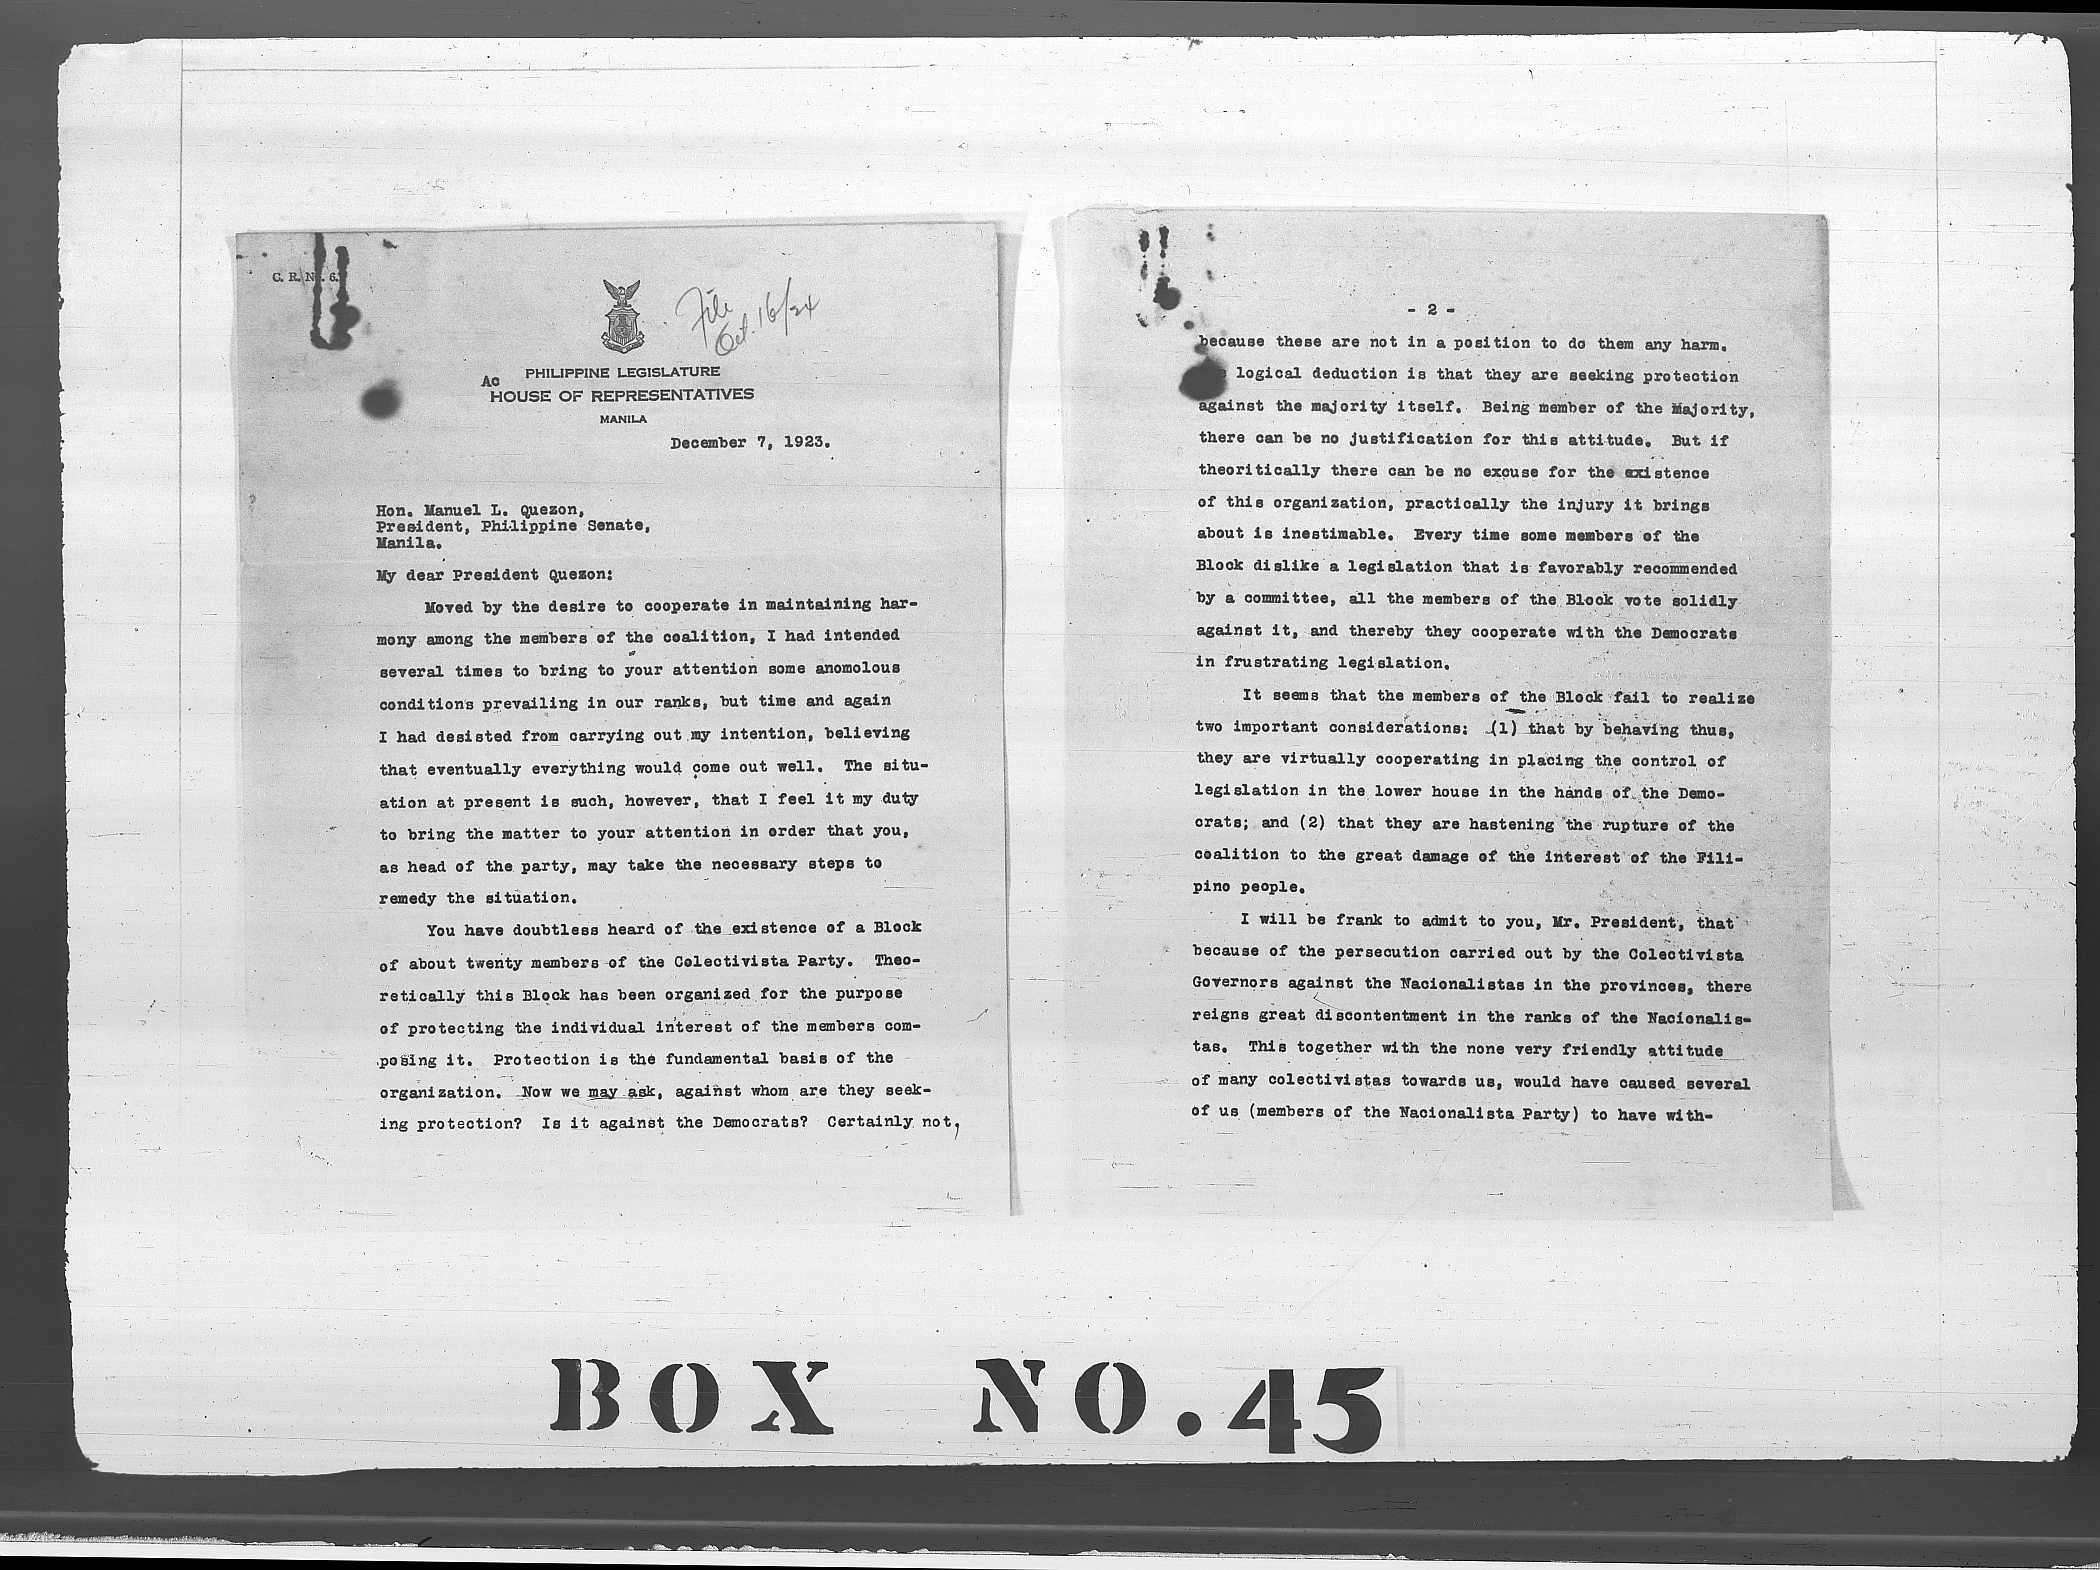 C. R. N. 6.
File
Oct. 16/24
PHILIPPINE LEGISLATURE
Ac
HOUSE OF REPRESENTATIVES
MANILA
December 7, 1923.
Hon. Manuel L. Quezon,
President, Philippine Senate,
Manila.
My dear President Quezon:
Moved by the desire to cooperate in maintaining har-
mony among the members of the coalition, I had intended
several times to bring to your attention some anomolous
conditions prevailing in our ranks, but time and again
I had desisted from carrying out my intention, believing
that eventually everything would come out well. The situ-
ation at present is such, however, that I feel it my duty
to bring the matter to your attention in order that you,
as head of the party, may take the necessary steps to
remedy the situation.
You have doubtless heard of the existence of a Block
of about twenty members of the Colectivista Party. Theo-
retically this Block has been organized for the purpose
of protecting the individual interest of the members com-
posing it. Protection is the fundamental basis of the
organization. Now we may ask, against whom are they seek-
ing protection? Is it against the Democrats? Certainly not,
- 2 -
because these are not in a position to do them any harm.
logical deduction is that they are seeking protection
against the majority itself. Being member of the Majority,
there can be no justification for this attitude. But if
theoritically there can be no excuse for the existence
of this organization, practically the injury it brings
about is inestimable. Every time some members of the
Block dislike a legislation that is favorably recommended
by a committee, all the members of the Block vote solidly
against it, and thereby they cooperate with the Democrats
in frustrating legislation.
It seems that the members of the Block fail to realize
two important considerations: (1) that by behaving thus,
they are virtually cooperating in placing the control of
legislation in the lower house in the hands of the Demo-
crats; and (2) that they are hastening the rupture of the
coalition to the great damage of the interest of the Fili-
pino people.
I will be frank to admit to you, Mr. President, that
because of the persecution carried out by the Colectivista
Governors against the Nacionalistas in the provinces, there
reigns great discontentment in the ranks of the Nacionalis-
tas. This together with the none very friendly attitude
of many colectivistas towards us, would have caused several
of us (members of the Nacionalista Party) to have with-
BOX NO. 45